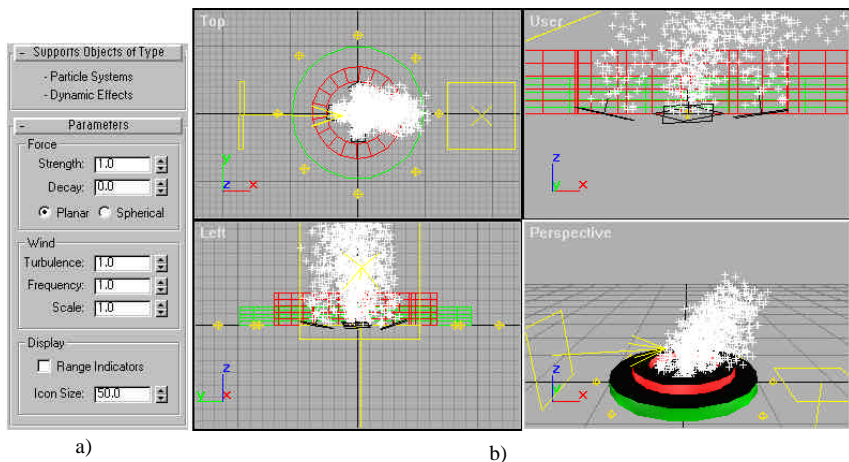 - Supports Objects of Type
- Particle Systems
- Dynamic Effects
- Parameters
Force
Strength: 1.0
Decay: 0.0
Planar Spherical
Wind
Turbulence: 1.0
Frequency: 1.0
Scale: 1.0
Display
Range Indicators
Icon Size: 50.0
a)
Top
y
z x
User
z
y x
Left
z
y x
Perspective
z
y x
b)